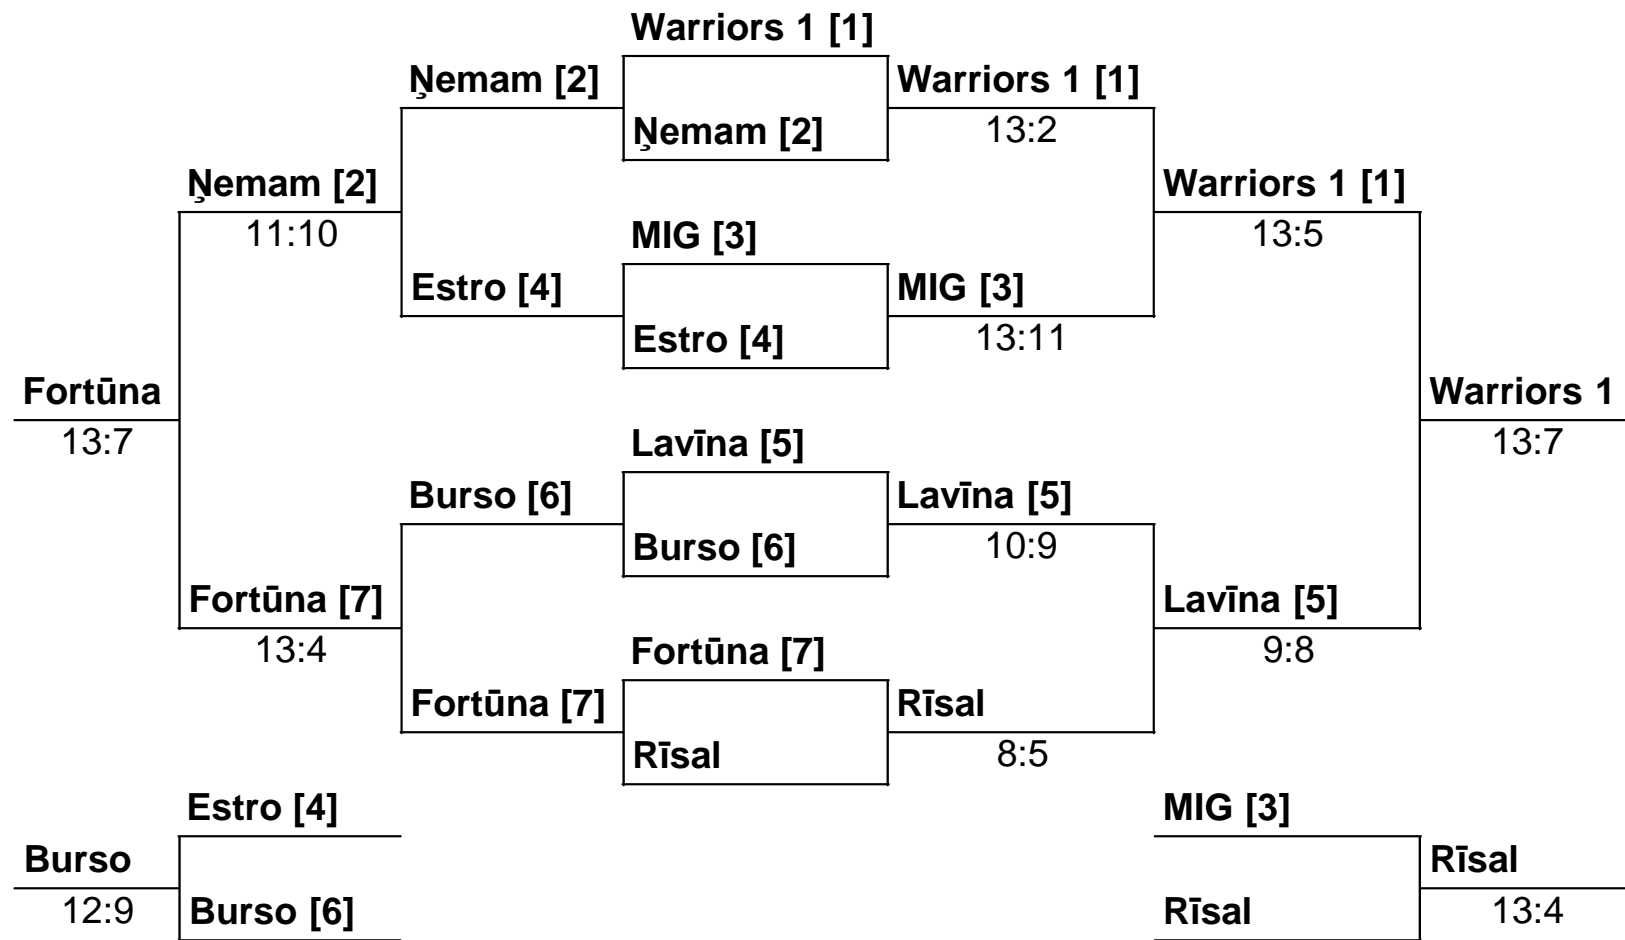 Warriors 1 [1]
Ņemam [2]
Warriors 1 [1]
Ņemam [2]
13:2
Ņemam [2]
Warriors 1 [1]
11:10
MIG [3]
13:5
Estro [4]
MIG [3]
Estro [4]
13:11
Fortūna
Warriors 1
13:7
Lavīna [5]
13:7
Burso [6]
Lavīna [5]
Burso [6]
10:9
Fortūna [7]
Lavīna [5]
13:4
Fortūna [7]
9:8
Fortūna [7]
Rīsal
Rīsal
8:5
Estro [4]
MIG [3]
Burso
Rīsal
12:9
Burso [6]
Rīsal
13:4